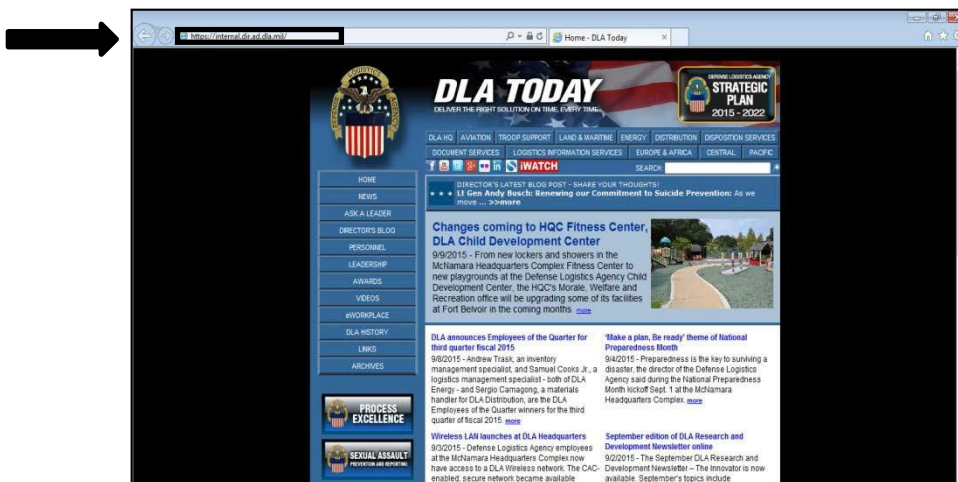 https://internal.dir.ad.dla.mil/
Home - DLA Today
DEFENSE LOGISTICS AGENCY
DLA TODAY
DELIVER THE RIGHT SOLUTION ON TIME, EVERY TIME
DEFENSE LOGISTICS AGENCY
STRATEGIC
PLAN
2015 - 2022
DLA HQ AVIATION TROOP SUPPORT LAND & MARITIME ENERGY DISTRIBUTION DISPOSITION SERVICES
DOCUMENT SERVICES LOGISTICS INFORMATION SERVICES EUROPE & AFRICA CENTRAL PACIFIC
iWATCH
SEARCH
HOME
NEWS
ASK A LEADER
DIRECTOR'S BLOG
PERSONNEL
LEADERSHIP
AWARDS
VIDEOS
eWORKPLACE
DLA HISTORY
LINKS
ARCHIVES
PROCESS
EXCELLENCE
SEXUAL ASSAULT
PREVENTION AND REPORTING
DIRECTOR'S LATEST BLOG POST - SHARE YOUR THOUGHTS!
Lt Gen Andy Busch: Renewing our Commitment to Suicide Prevention: As we
move ... >>more
Changes coming to HQC Fitness Center,
DLA Child Development Center
9/9/2015 - From new lockers and showers in the
McNamara Headquarters Complex Fitness Center to
new playgrounds at the Defense Logistics Agency Child
Development Center, the HQC's Morale, Welfare and
Recreation office will be upgrading some of its facilities
at Fort Belvoir in the coming months. more
DLA announces Employees of the Quarter for
third quarter fiscal 2015
9/8/2015 - Andrew Trask, an inventory
management specialist, and Samuel Cooks Jr., a
logistics management specialist - both of DLA
Energy - and Sergio Camagong, a materials
handler for DLA Distribution, are the DLA
Employees of the Quarter winners for the third
quarter of fiscal 2015. more
'Make a plan, Be ready' theme of National
Preparedness Month
9/4/2015 - Preparedness is the key to surviving a
disaster, the director of the Defense Logistics
Agency said during the National Preparedness
Month kickoff Sept. 1 at the McNamara
Headquarters Complex. more
Wireless LAN launches at DLA Headquarters
9/3/2015 - Defense Logistics Agency employees
at the McNamara Headquarters Complex now
have access to a DLA Wireless network. The CAC-
enabled, secure network became available
September edition of DLA Research and
Development Newsletter online
9/2/2015 - The September DLA Research and
Development Newsletter – The Innovator is now
available. September's topics include